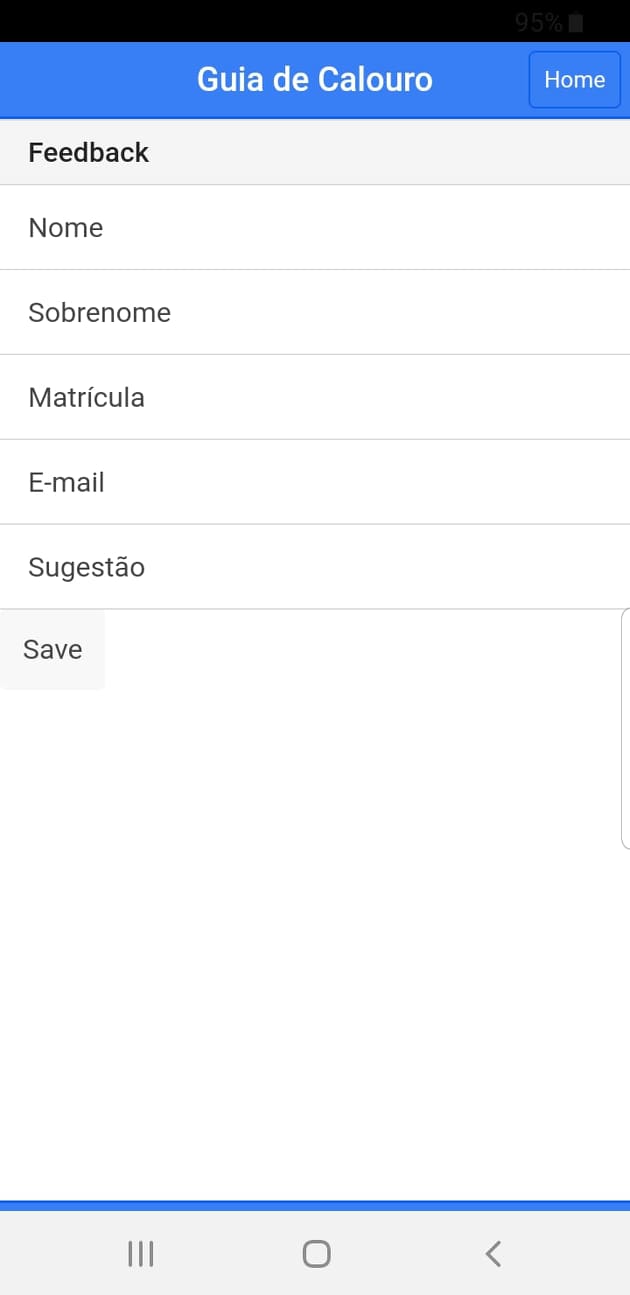 95%
Guia de Calouro
Home
Feedback
Nome
Sobrenome
Matrícula
E-mail
Sugestão
Save